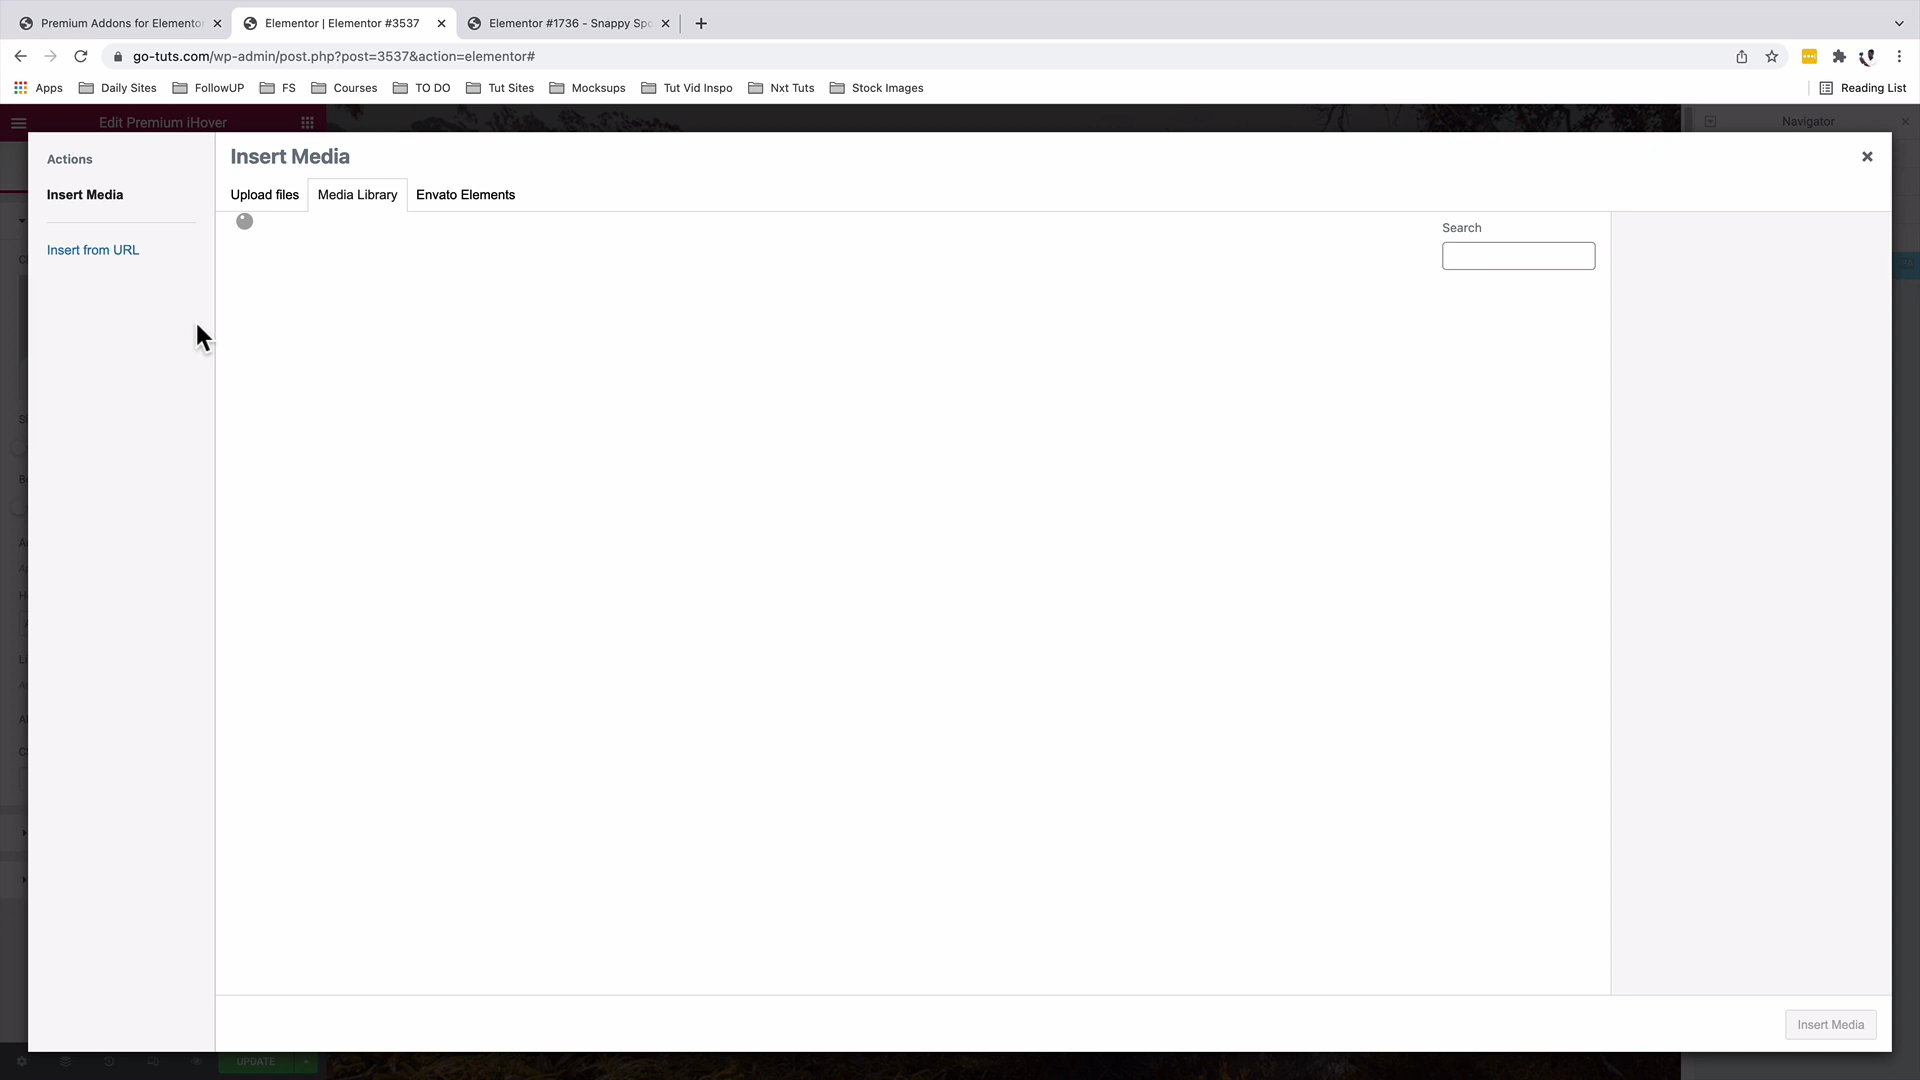 Premium Addons for Elementor
Elementor | Elementor #3537
Elementor #1736 - Snappy Spo
go-tuts.com/wp-admin/post.php?post=3537&action=elementor#
Apps
Daily Sites
FollowUP
FS
Courses
TO DO
Tut Sites
Mocksups
Tut Vid Inspo
Nxt Tuts
Stock Images
Reading List
Edit Premium iHover
Navigator
Actions
Insert Media
Insert from URL
Insert Media
Upload files
Media Library
Envato Elements
Search
Insert Media
UPDATE